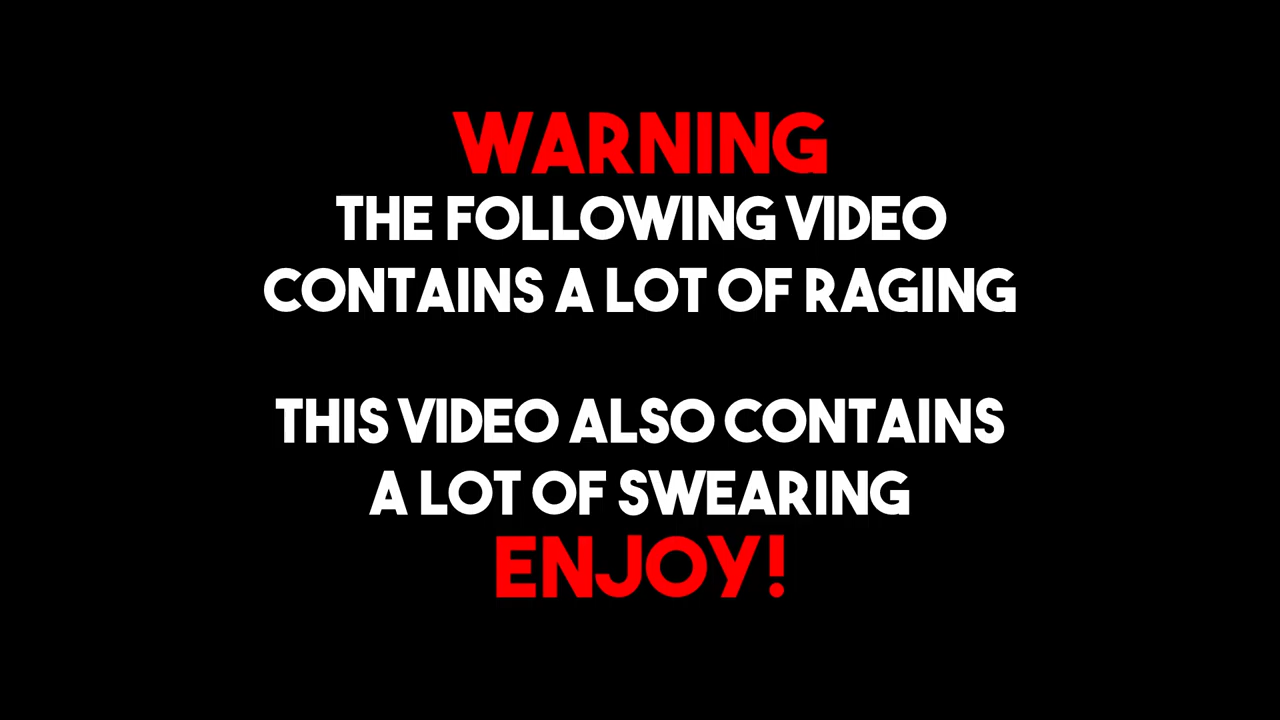 WARNING
THE FOLLOWING VIDEO
CONTAINS A LOT OF RAGING
THIS VIDEO ALSO CONTAINS
A LOT OF SWEARING
ENJOY!